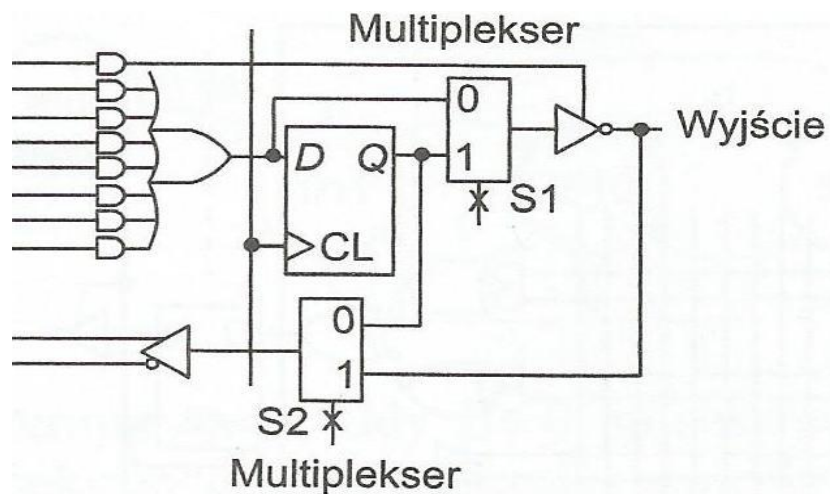 Multiplekser
0
1
S1
Wyjście
D Q
CL
0
1
S2
Multiplekser